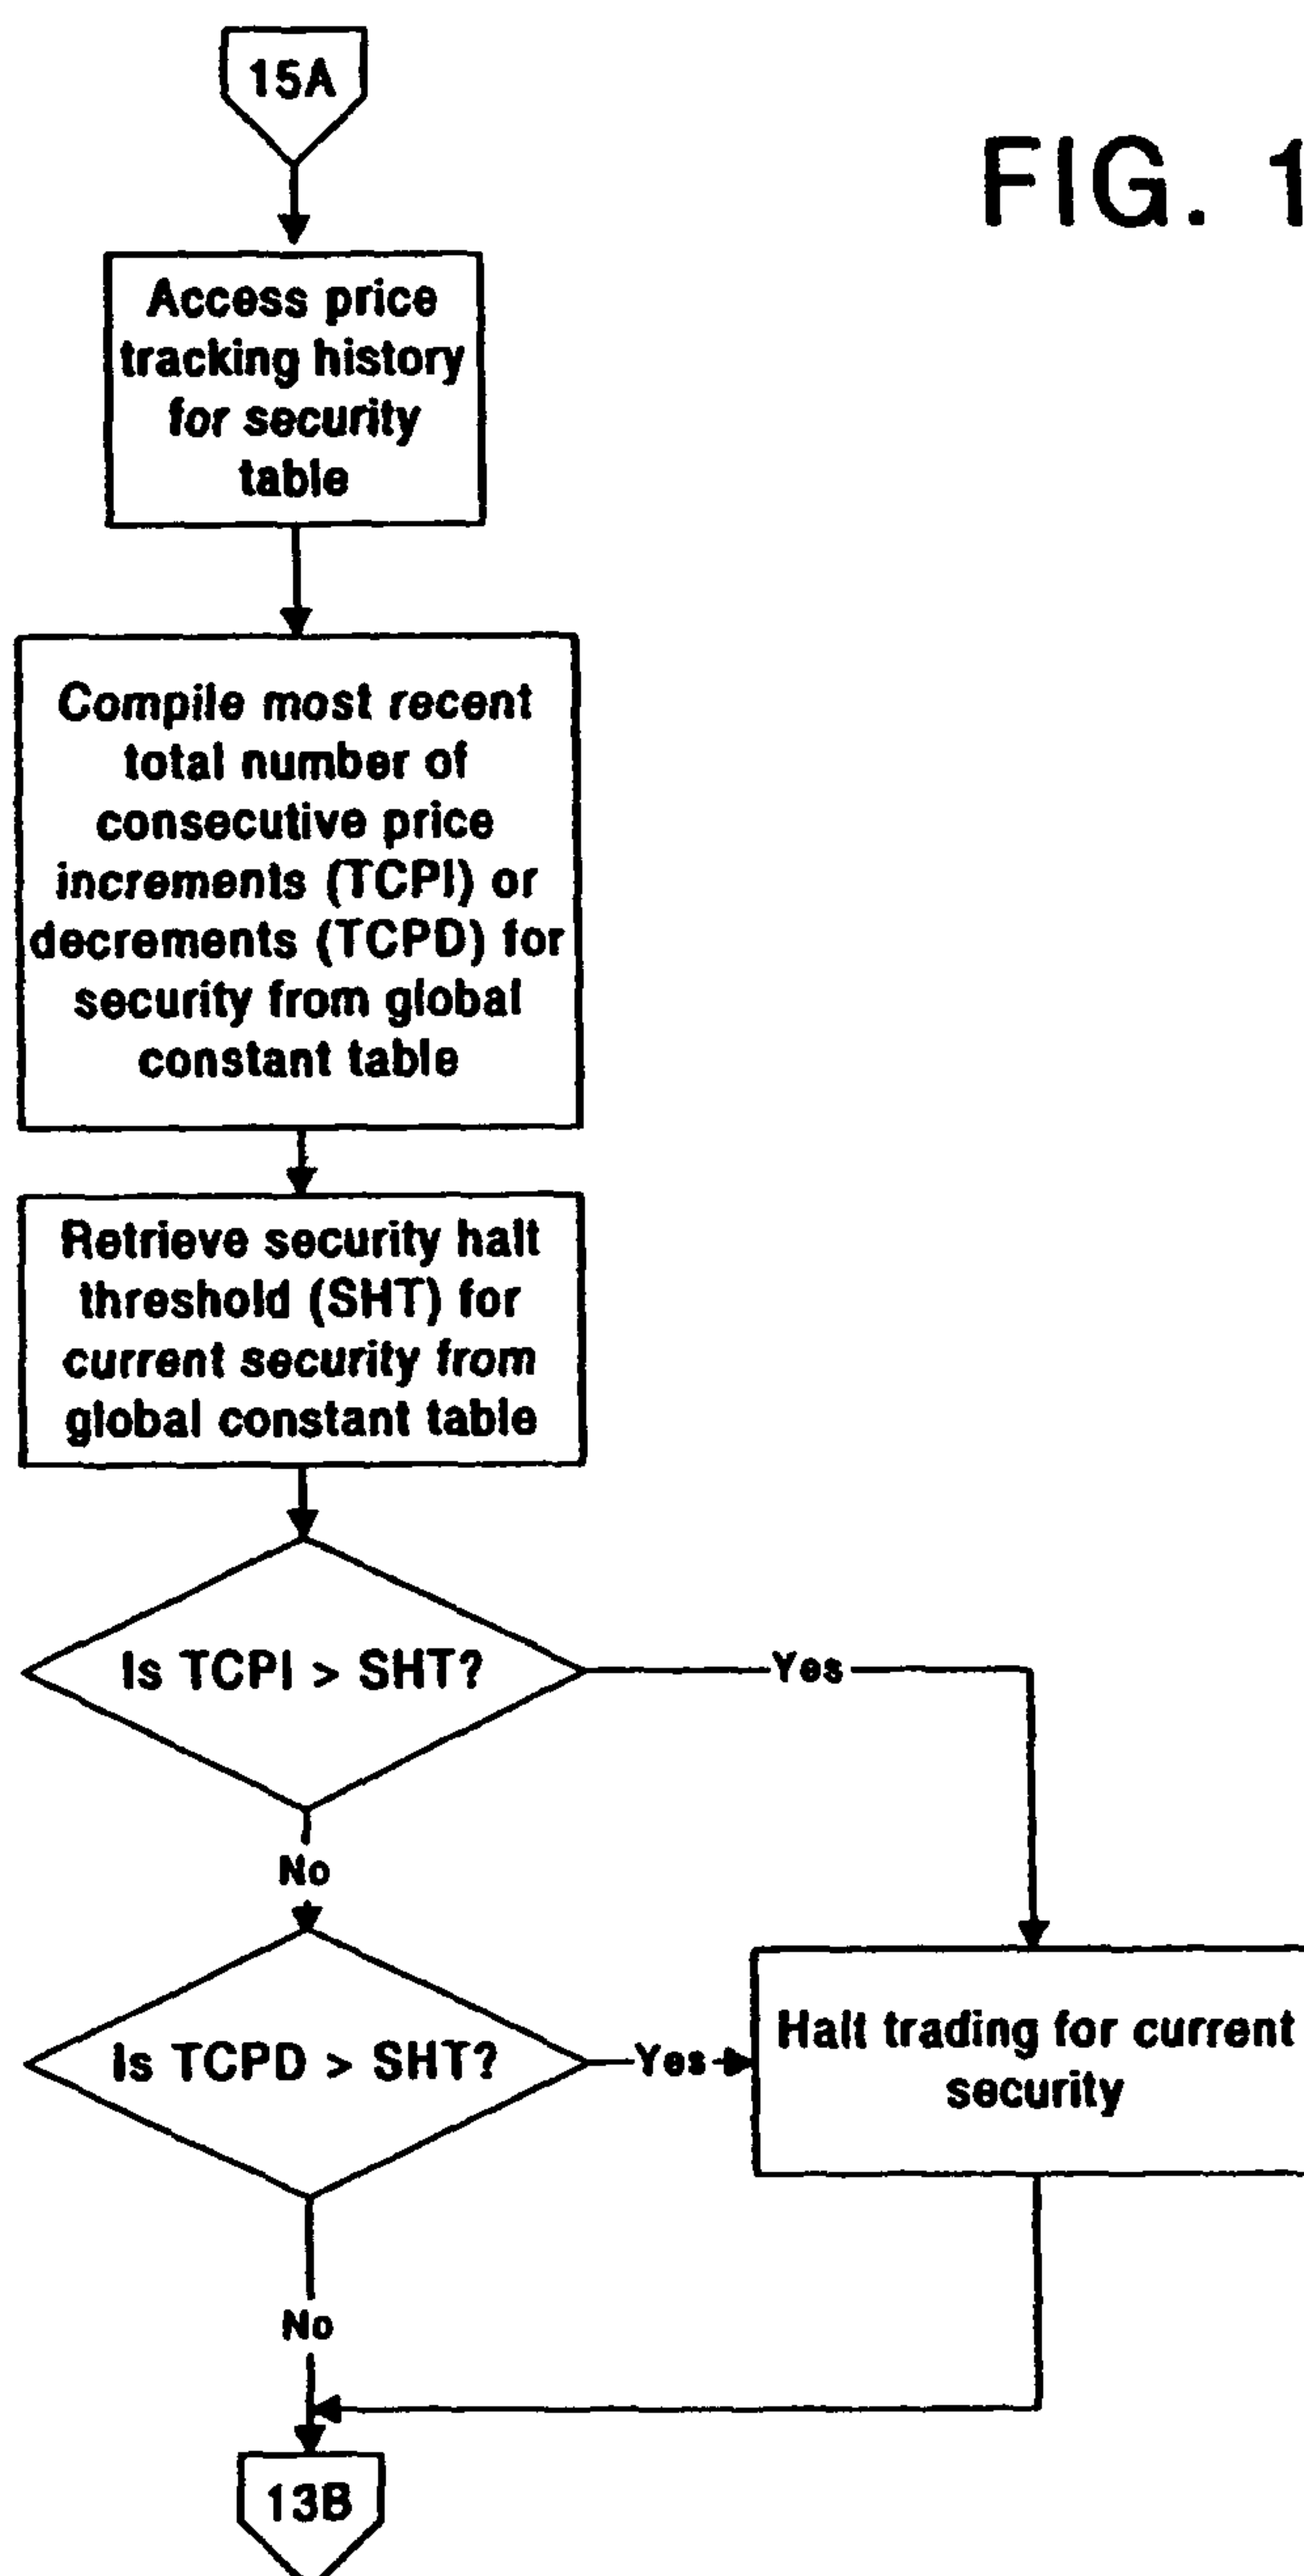 15A
FIG. 1
Access price
tracking history
for security
table
Compile most recent
total number of
consecutive price
increments (TCPI) or
decrements (TCPD) for
security from global
constant table
Retrieve security halt
threshold (SHT) for
current security from
global constant table
Is TCPI > SHT?
Yes
No
Is TCPD > SHT?
Yes
Halt trading for current
security
No
13B